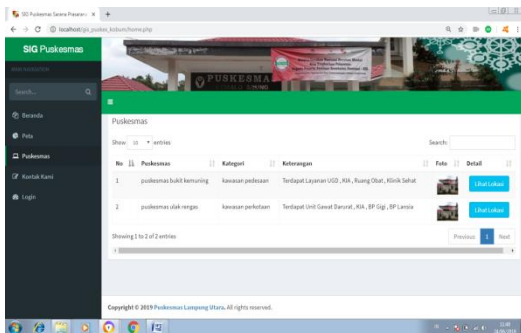 SIG Puskesmas Sarana Prasaran
localhost/gis_puskes_kotbum/home.php
SIG Puskesmas
MAIN NAVIGATION
Search...
Beranda
Peta
Puskesmas
Kontak Kami
Login
PUSKESMAS
Puskesmas
Show 10 entries
Search:
No Puskesmas Kategori Keterangan Foto Detail
1 puskesmas bukit kemuning kawasan pedesaan Terdapat Layanan UGD , KIA , Ruang Obat , Klinik Sehat Lihat Lokasi
2 puskesmas ulak rengas kawasan perkotaan Terdapat Unit Gawat Darurat , KIA , BP Gigi , BP Lansia Lihat Lokasi
Showing 1 to 2 of 2 entries
Previous 1 Next
Copyright © 2019 Puskesmas Lampung Utara. All rights reserved.